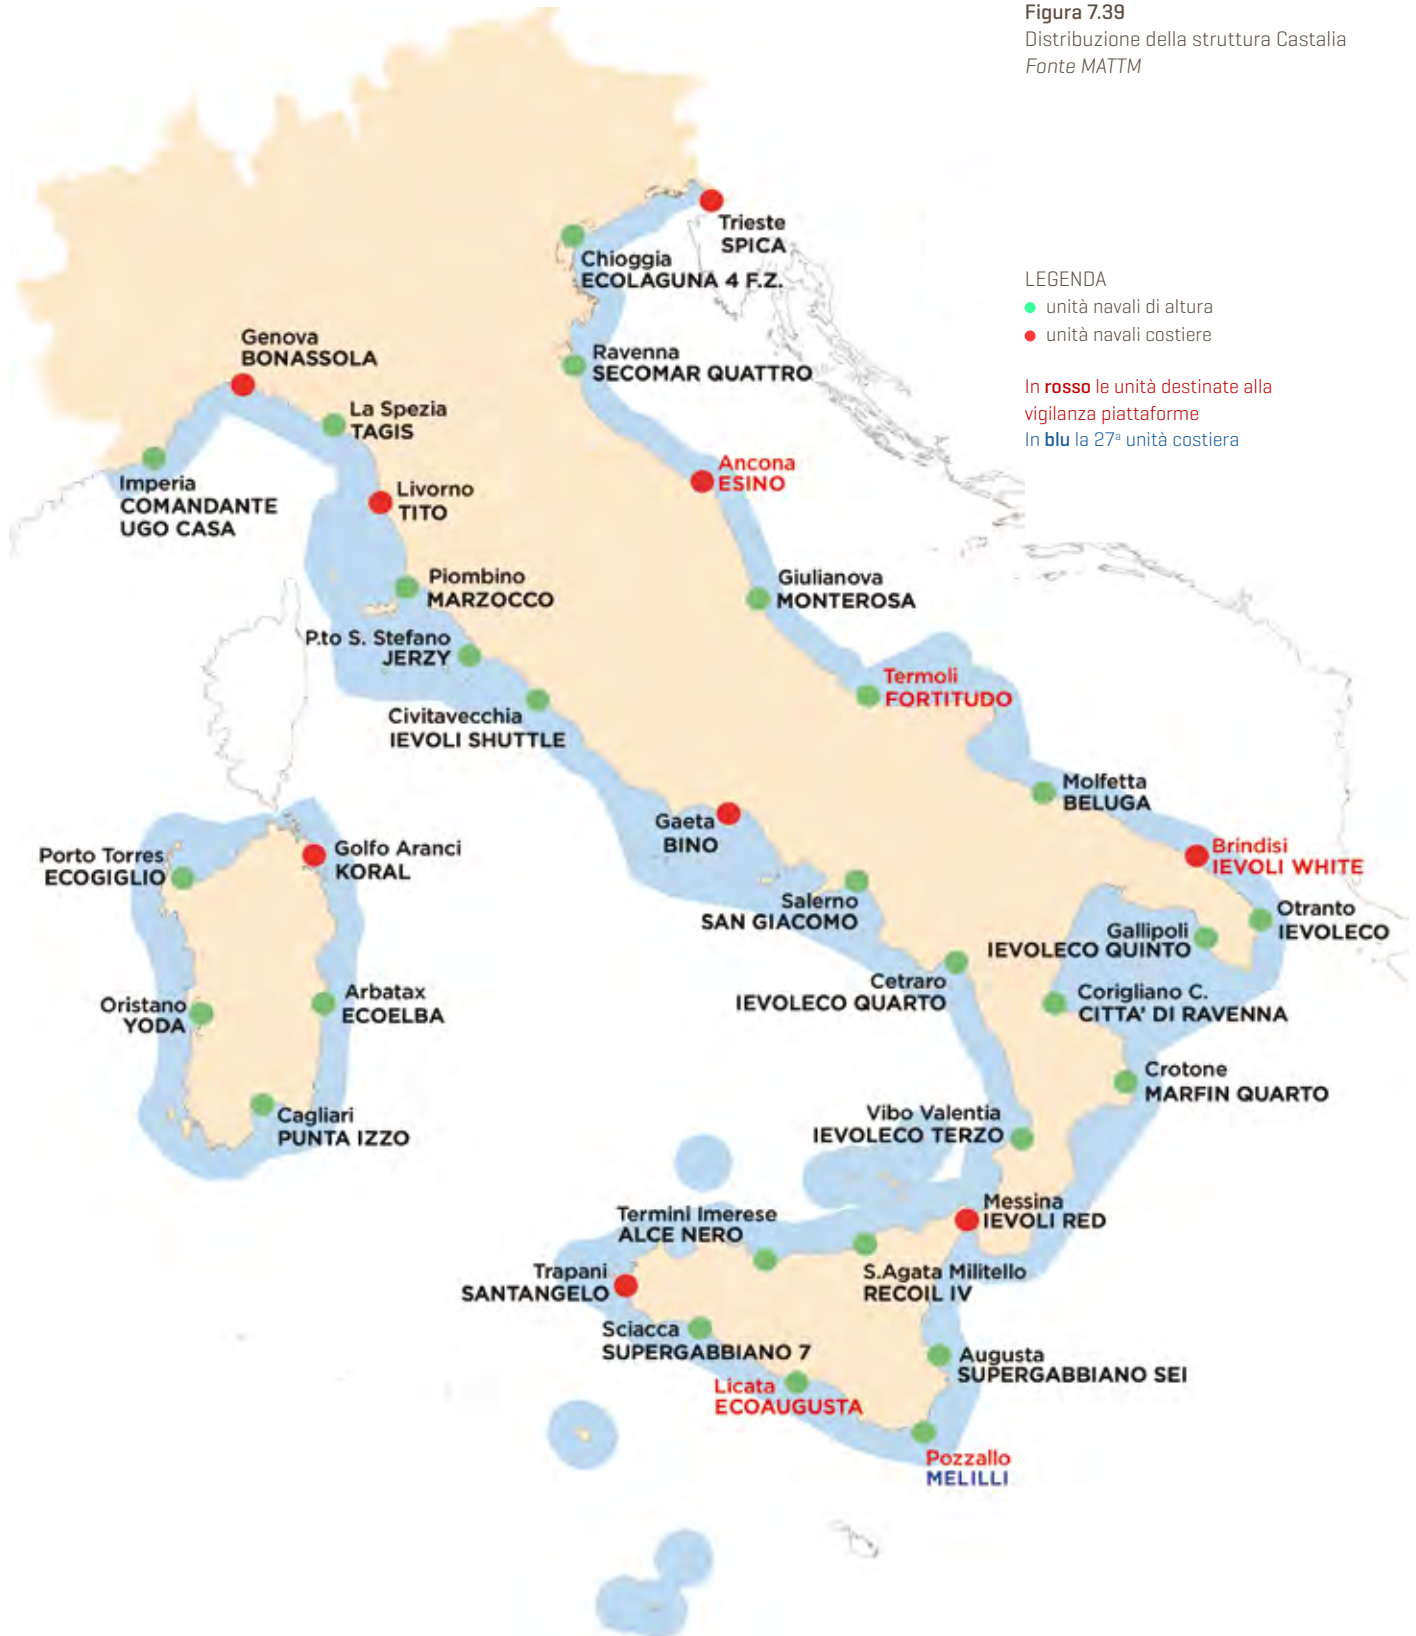 Figura 7.39
Distribuzione della struttura Castalia
Fonte MATTM
Trieste
SPICA
Chioggia
ECOLAGUNA 4 F.Z.
LEGENDA
unità navali di altura
unità navali costiere
In rosso le unità destinate alla
vigilanza piattaforme
In blu la 27ª unità costiera
Genova
BONASSOLA
Ravenna
SECOMAR QUATTRO
La Spezia
TAGIS
Imperia
COMANDANTE
UGO CASA
Livorno
TITO
Ancona
ESINO
Piombino
MARZOCCO
Giulianova
MONTEROSA
P.to S. Stefano
JERZY
Civitavecchia
IEVOLI SHUTTLE
Termoli
FORTITUDO
Molfetta
BELUGA
Gaeta
BINO
Porto Torres
ECOGIGLIO
Golfo Aranci
KORAL
Brindisi
IEVOLI WHITE
Salerno
SAN GIACOMO
Otranto
IEVOLECO
Gallipoli
IEVOLECO QUINTO
Cetraro
IEVOLECO QUARTO
Corigliano C.
CITTA' DI RAVENNA
Oristano
YODA
Arbatax
ECOELBA
Crotone
MARFIN QUARTO
Cagliari
PUNTA IZZO
Vibo Valentia
IEVOLECO TERZO
Messina
IEVOLI RED
Termini Imerese
ALCE NERO
S.Agata Militello
RECOIL IV
Trapani
SANTANGELO
Sciacca
SUPERGABBIANO 7
Augusta
SUPERGABBIANO SEI
Licata
ECOAUGUSTA
Pozzallo
MELILLI